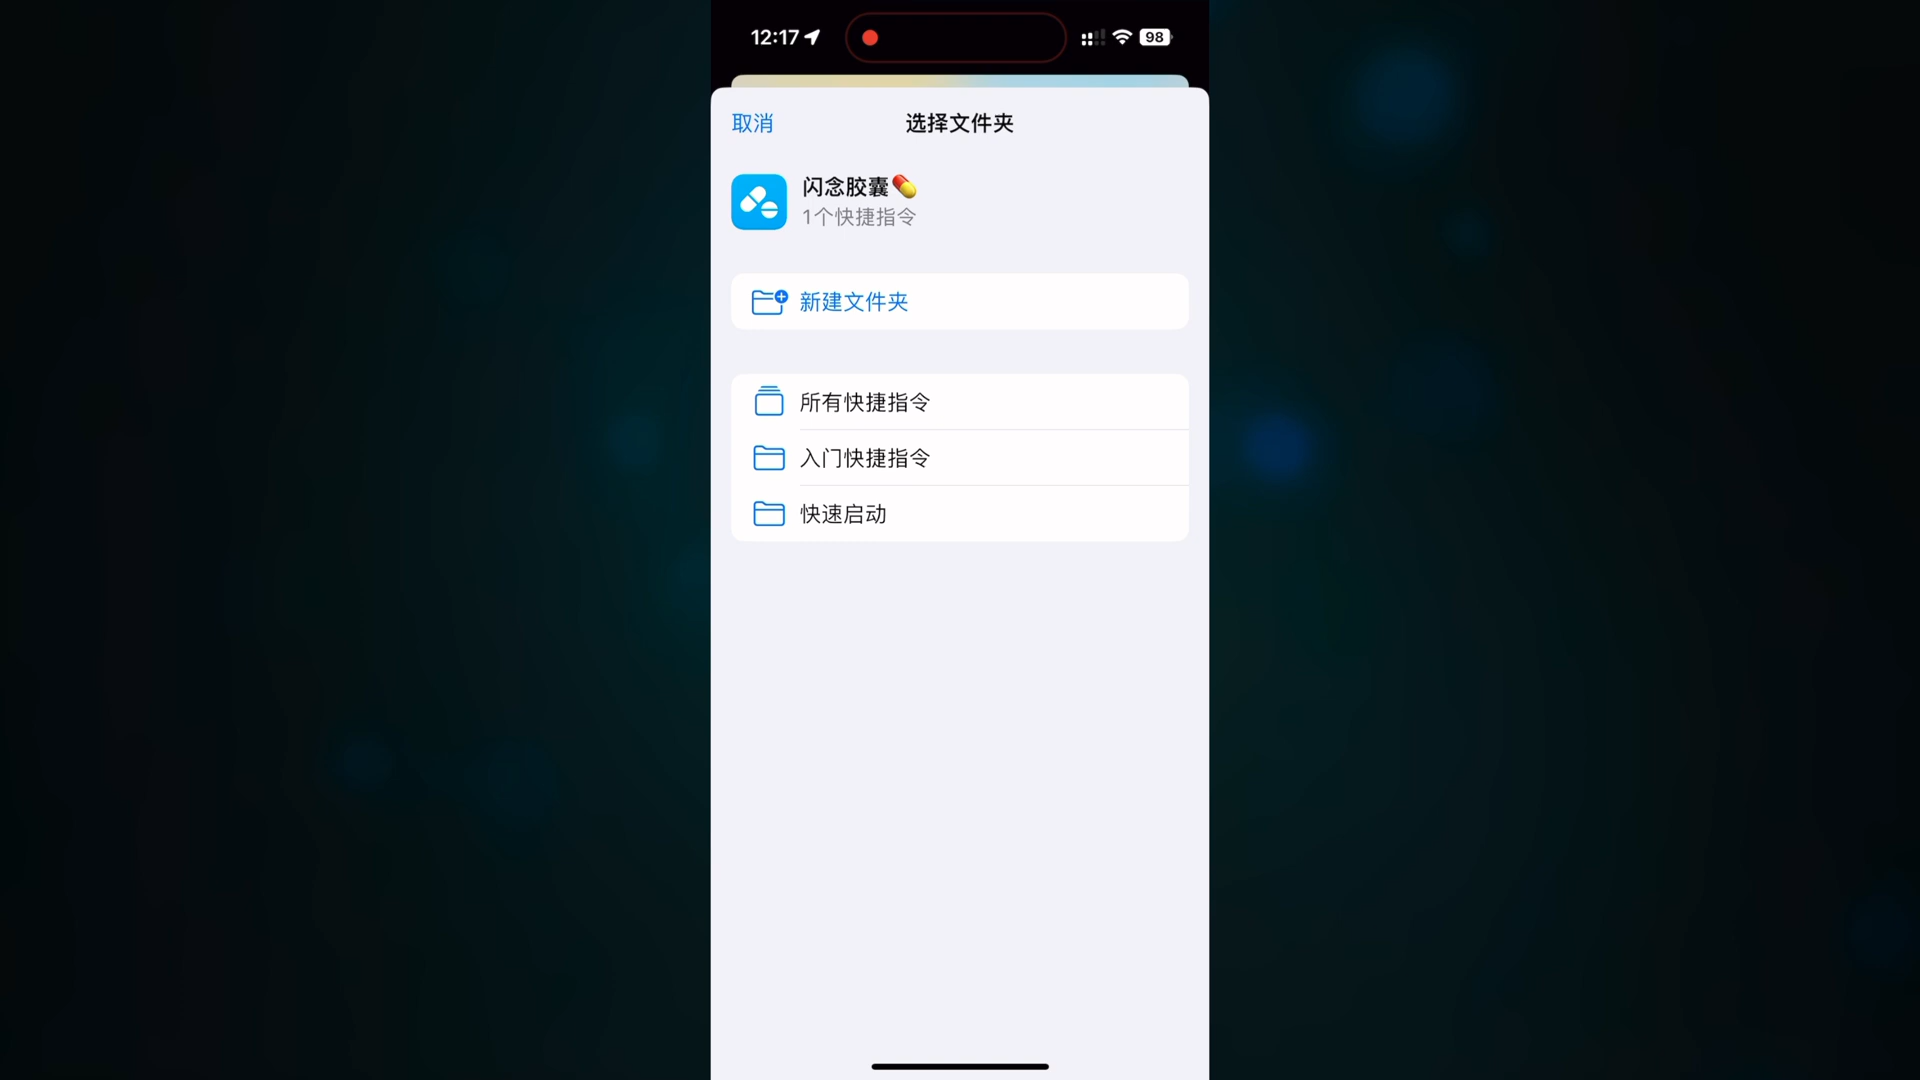 12:17
98
取消
选择文件夹
闪念胶囊💊
1个快捷指令
新建文件夹
所有快捷指令
入门快捷指令
快速启动